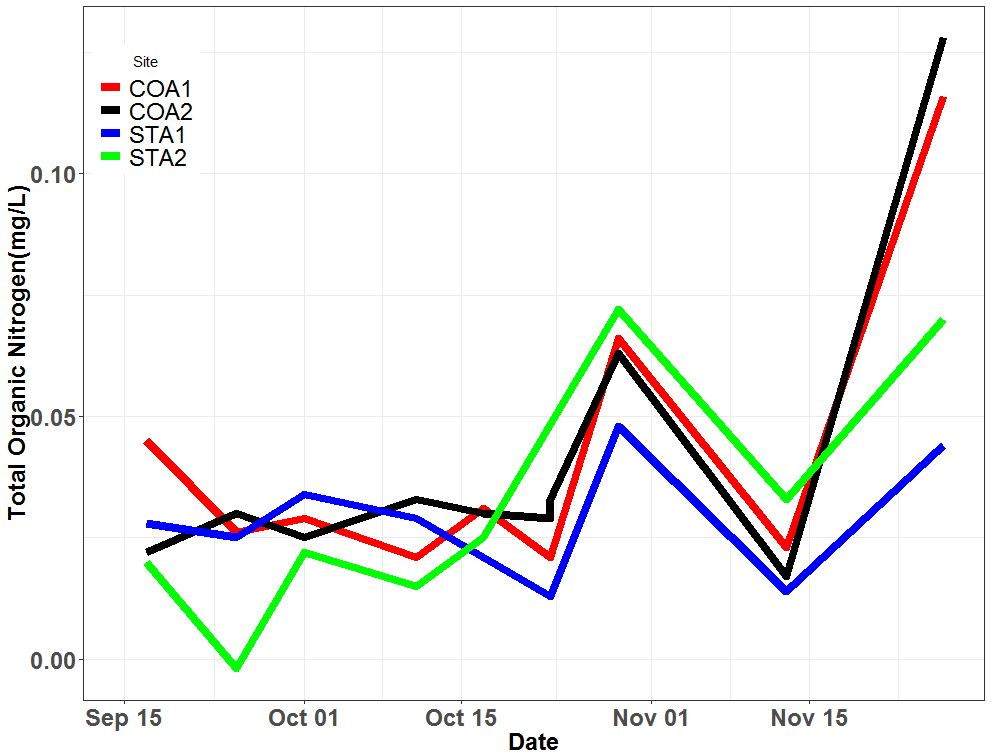 Site
COA1
COA2
STA1
STA2
Total Organic Nitrogen(mg/L)
0.10
0.05
0.00
Sep 15
Oct 01
Oct 15
Nov 01
Nov 15
Date